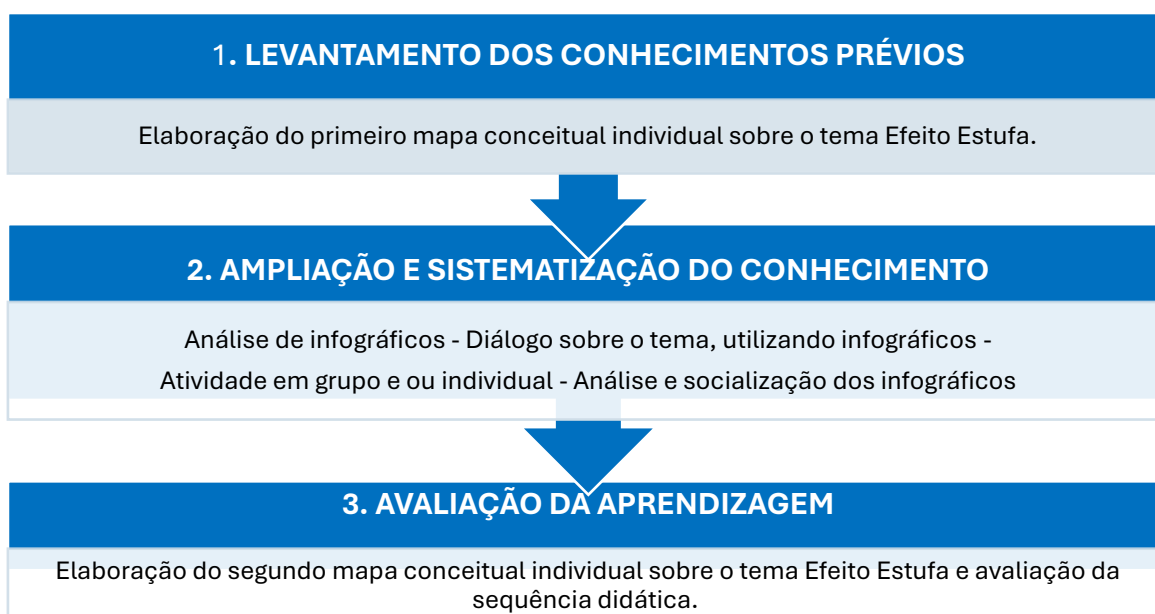 1. LEVANTAMENTO DOS CONHECIMENTOS PRÉVIOS
Elaboração do primeiro mapa conceitual individual sobre o tema Efeito Estufa.
2. AMPLIAÇÃO E SISTEMATIZAÇÃO DO CONHECIMENTO
Análise de infográficos - Diálogo sobre o tema, utilizando infográficos -
Atividade em grupo e ou individual - Análise e socialização dos infográficos
3. AVALIAÇÃO DA APRENDIZAGEM
Elaboração do segundo mapa conceitual individual sobre o tema Efeito Estufa e avaliação da
sequência didática.